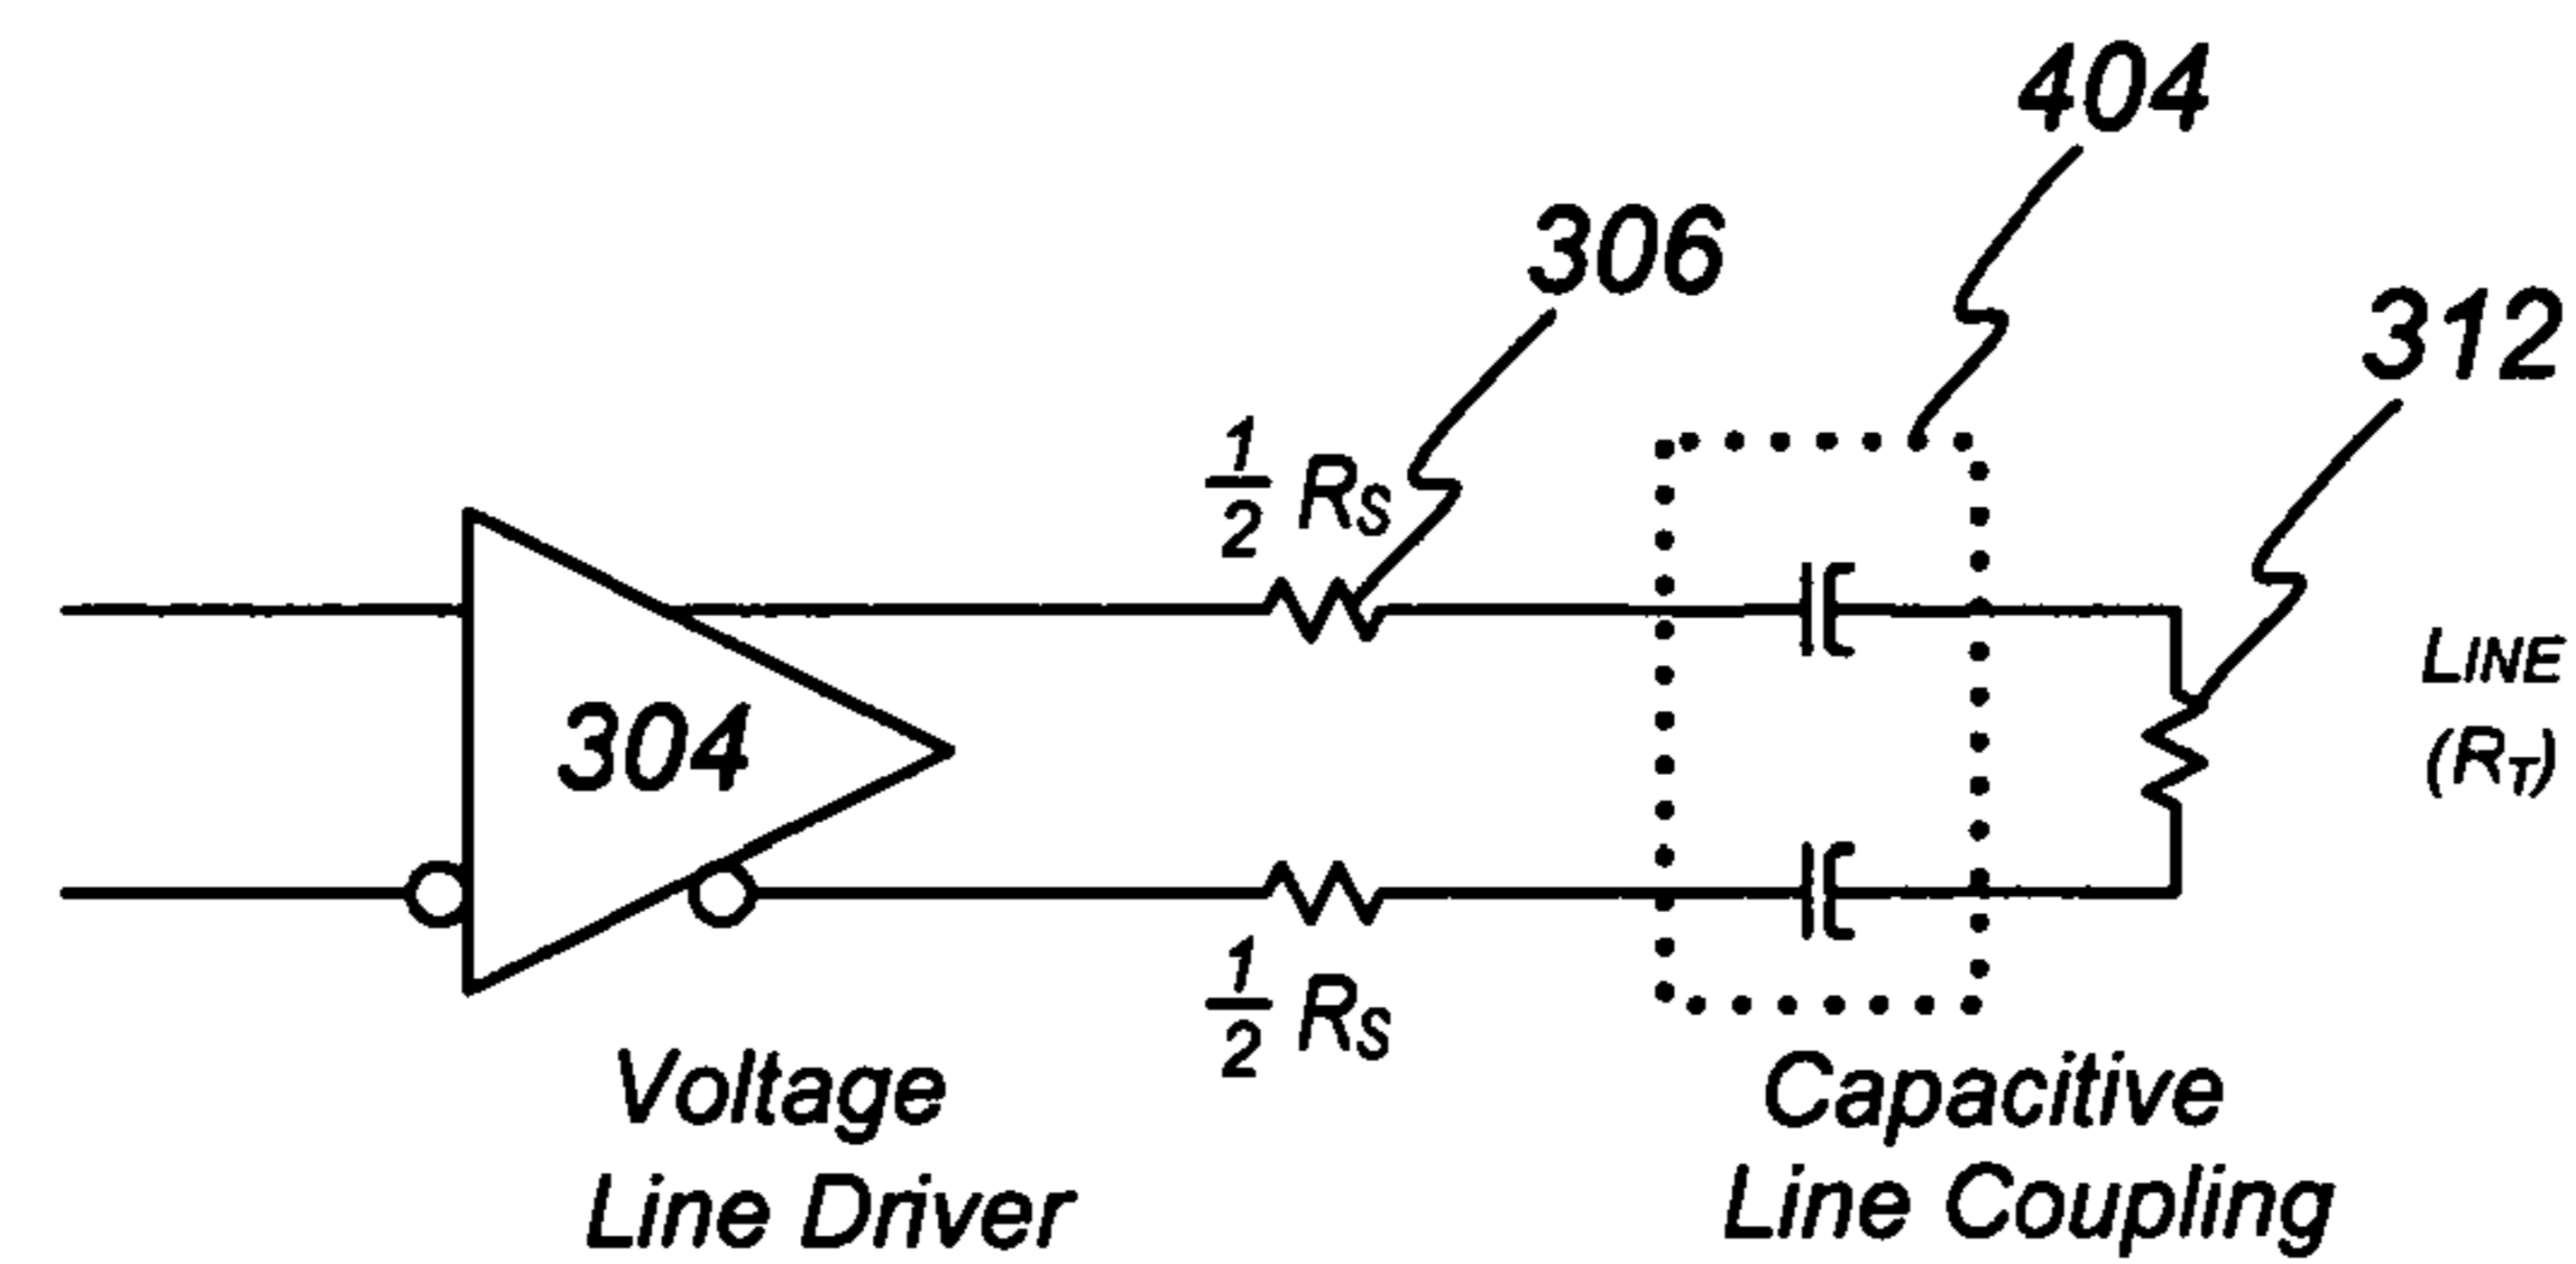 404
306
312
1/2 RS
LINE
(RT)
304
1/2 RS
Voltage
Line Driver
Capacitive
Line Coupling